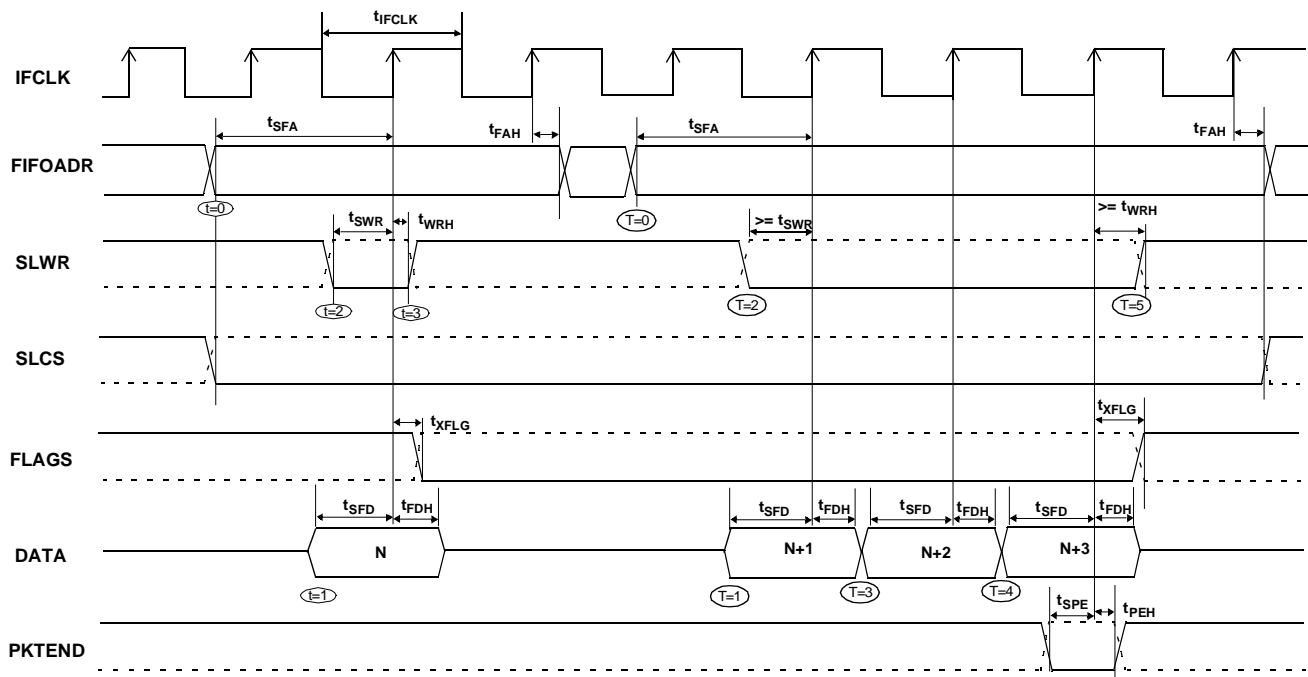 tIFCLK
IFCLK
tSFA
tFAH
tSFA
tFAH
FIFOADR
t=0
T=0
tSWR
tWRH
>= tSWR
>= tWRH
SLWR
t=2
t=3
T=2
T=5
SLCS
tXFLG
tXFLG
FLAGS
tSFD
tFDH
tSFD
tFDH
tSFD
tFDH
tSFD
tFDH
DATA
N
N+1
N+2
N+3
t=1
T=1
T=3
T=4
tSPE
tPEH
PKTEND